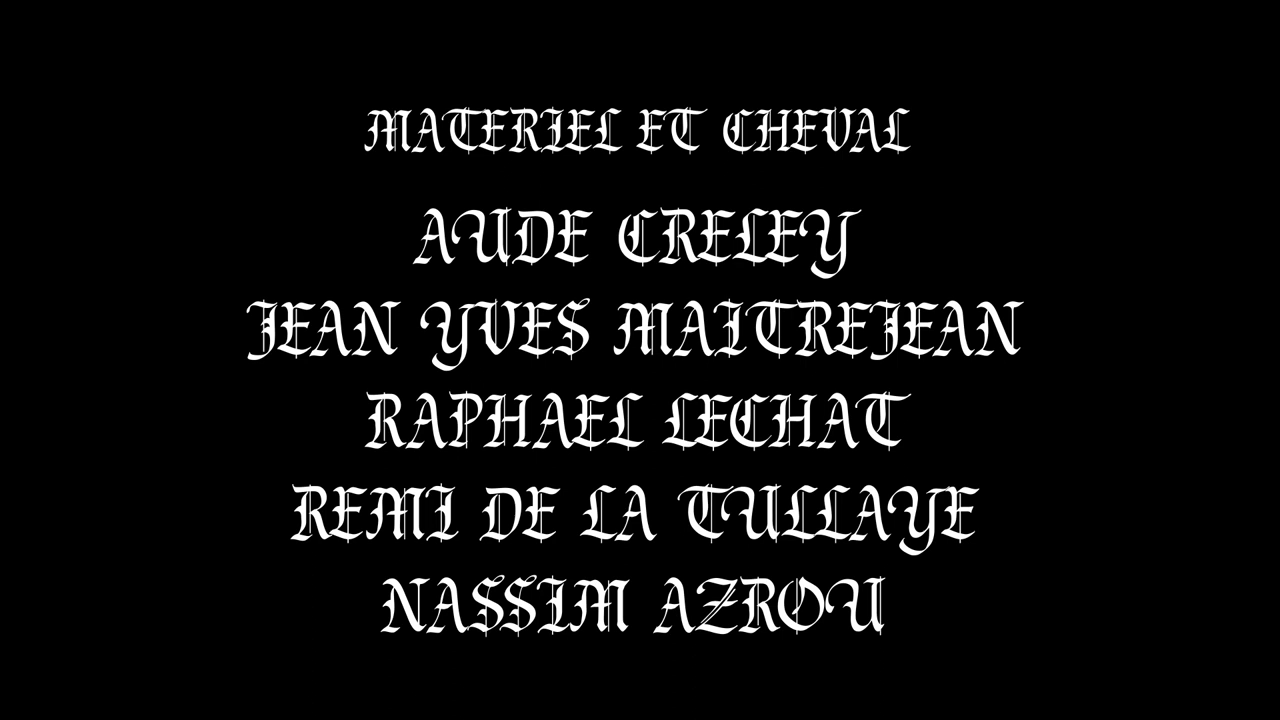 MATERIEL ET CHEVAL
AUDE CRELEY
JEAN YVES MAITREJEAN
RAPHAEL LECHAT
REMI DE LA TULLAYE
NASSIM AZROU